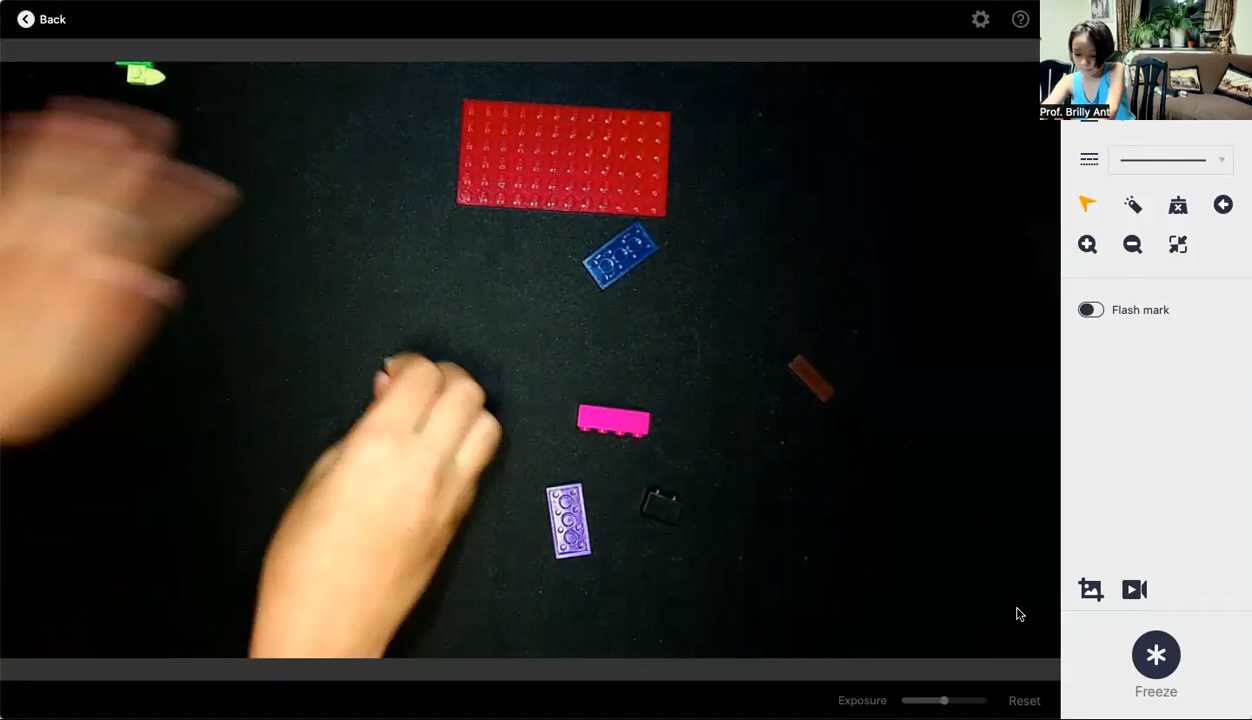 Back
Prof. Brilly Ant
Flash mark
Freeze
Exposure
Reset